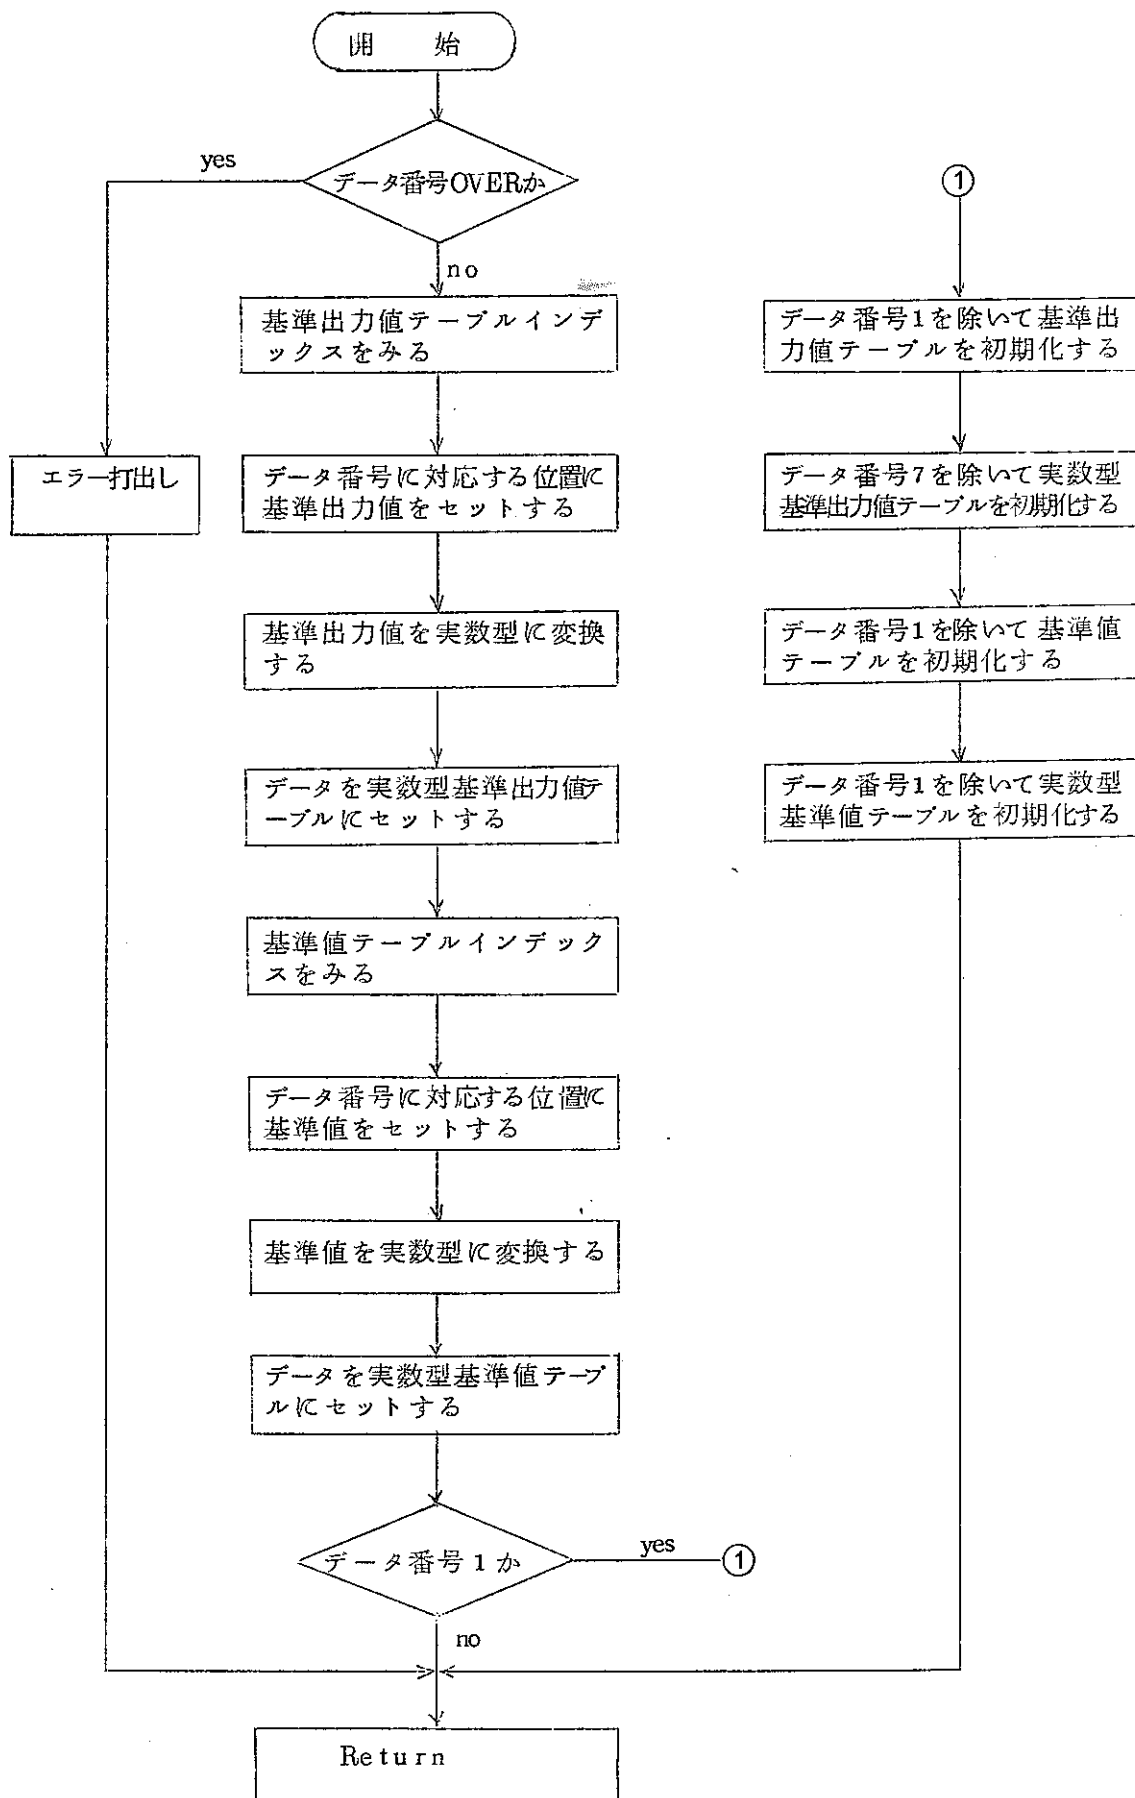 開始
yes
データ番号OVERか
no
基準出力値テーブルインデ
ックスをみる
エラー打出し
データ番号に対応する位置に
基準出力値をセットする
基準出力値を実数型に変換
する
データを実数型基準出力値テ
ーブルにセットする
基準値テーブルインデック
スをみる
データ番号に対応する位置に
基準値をセットする
基準値を実数型に変換する
データを実数型基準値テーブ
ルにセットする
データ番号1か
yes
①
no
Return
①
データ番号1を除いて基準出
力値テーブルを初期化する
データ番号7を除いて実数型
基準出力値テーブルを初期化する
データ番号1を除いて基準値
テーブルを初期化する
データ番号1を除いて実数型
基準値テーブルを初期化する